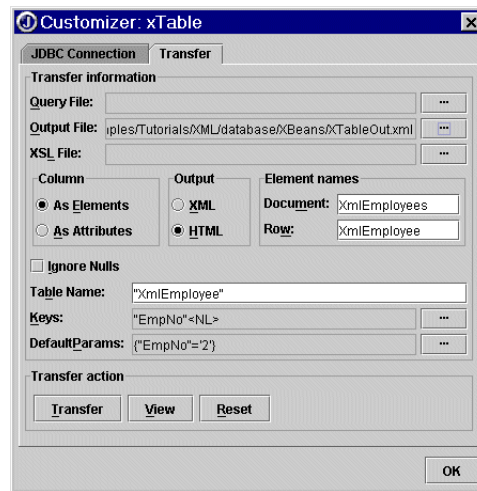 Customizer: xTable
JDBC Connection Transfer
Transfer information
Query File: ...
Output File: ples/Tutorials/XML/database/XBeans/XTableOut.xml ...
XSL File: ...
Column Output Element names
As Elements XML Document: XmlEmployees
As Attributes HTML Row: XmlEmployee
Ignore Nulls
Table Name: "XmlEmployee"
Keys: "EmpNo"<NL> ...
DefaultParams: {"EmpNo"='2'} ...
Transfer action
Transfer View Reset
OK